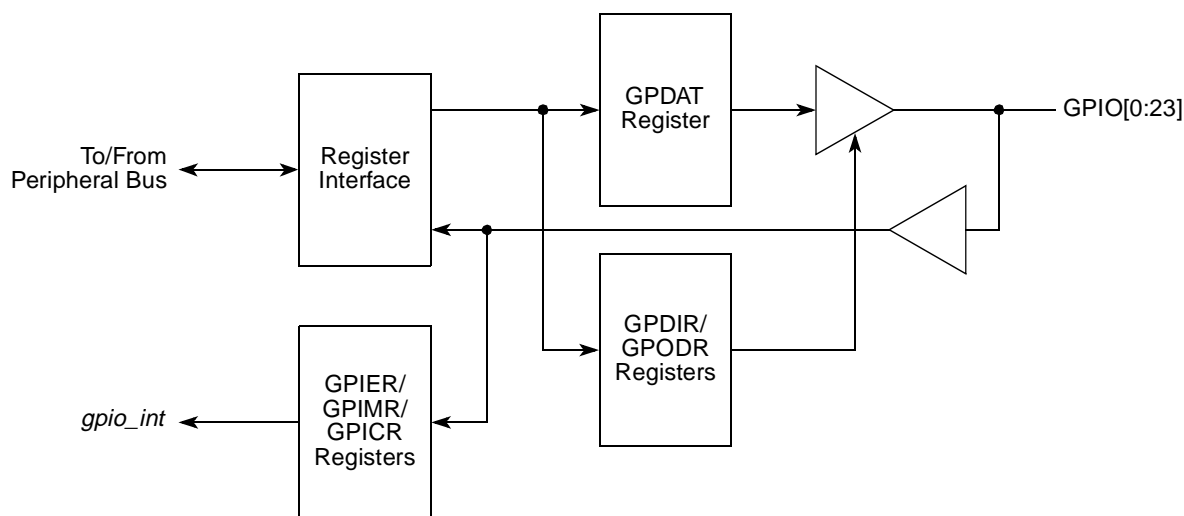 GPDAT
Register
GPIO[0:23]
To/From
Peripheral Bus
Register
Interface
GPDIR/
GPODR
Registers
gpio_int
GPIER/
GPIMR/
GPICR
Registers